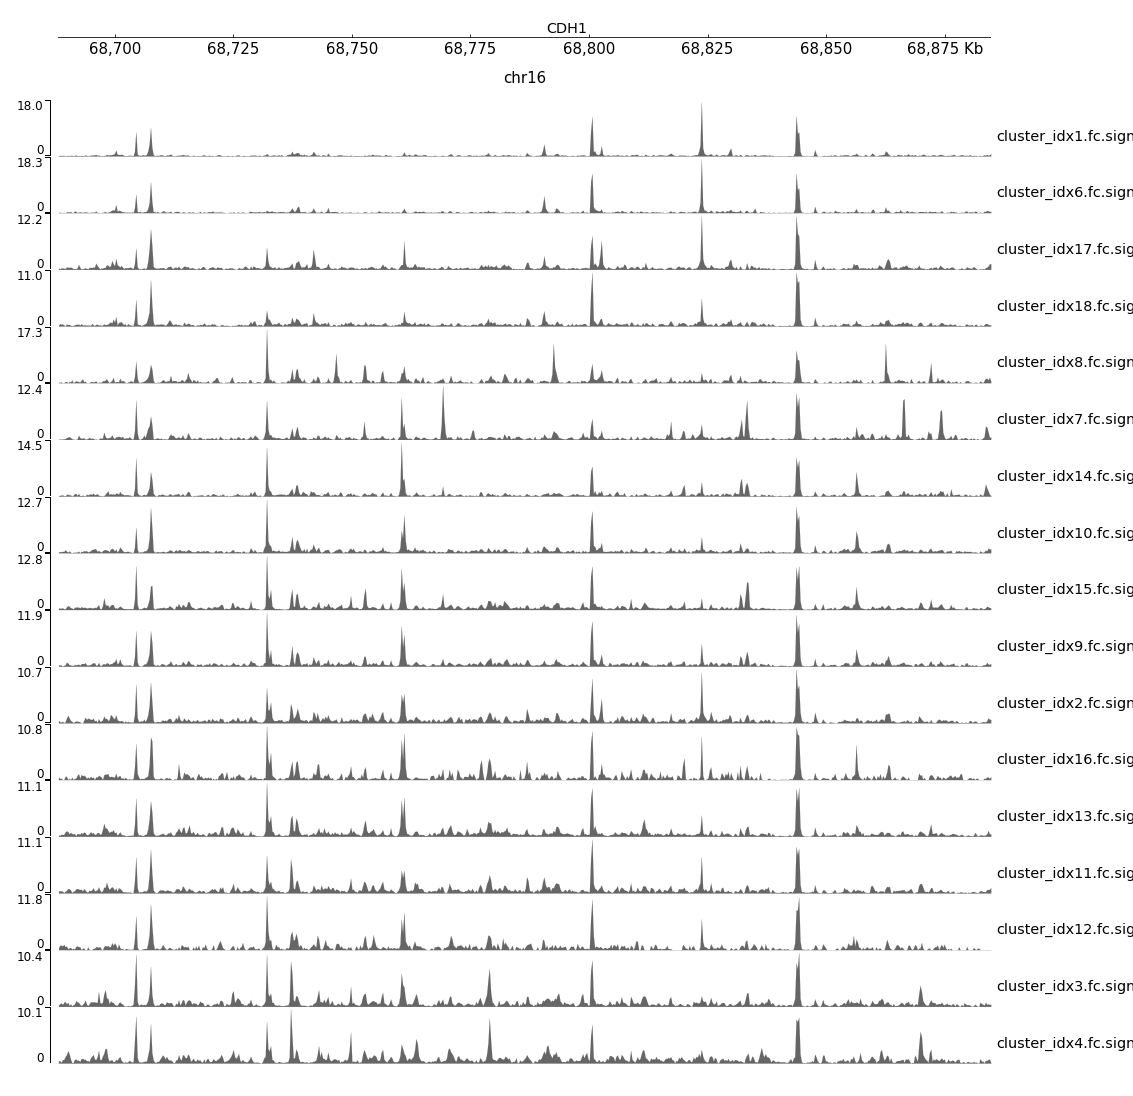 CDH1
68,700 68,725 68,750 68,775 68,800 68,825 68,850 68,875 Kb
chr16
18.0
cluster_idx1.fc.sign
0
18.3
cluster_idx6.fc.sign
0
12.2
cluster_idx17.fc.sig
0
11.0
cluster_idx18.fc.sig
0
17.3
cluster_idx8.fc.sign
0
12.4
cluster_idx7.fc.sign
0
14.5
cluster_idx14.fc.sig
0
12.7
cluster_idx10.fc.sig
0
12.8
cluster_idx15.fc.sig
0
11.9
cluster_idx9.fc.sign
0
10.7
cluster_idx2.fc.sign
0
10.8
cluster_idx16.fc.sig
0
11.1
cluster_idx13.fc.sig
0
11.1
cluster_idx11.fc.sig
0
11.8
cluster_idx12.fc.sig
0
10.4
cluster_idx3.fc.sign
0
10.1
cluster_idx4.fc.sign
0